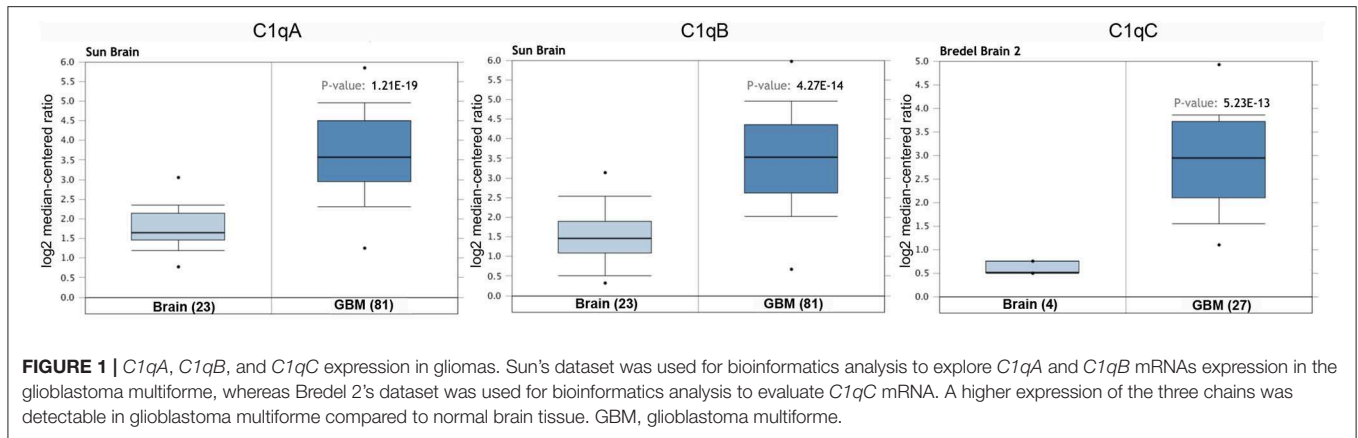 C1qA
C1qB
C1qC
Sun Brain
log2 median-centered ratio
6.0
5.5
5.0
4.5
4.0
3.5
3.0
2.5
2.0
1.5
1.0
0.5
0.0
P-value: 1.21E-19
Brain (23)
GBM (81)
Sun Brain
log2 median-centered ratio
6.0
5.5
5.0
4.5
4.0
3.5
3.0
2.5
2.0
1.5
1.0
0.5
0.0
P-value: 4.27E-14
Brain (23)
GBM (81)
Bredel Brain 2
log2 median-centered ratio
5.0
4.5
4.0
3.5
3.0
2.5
2.0
1.5
1.0
0.5
0.0
P-value: 5.23E-13
Brain (4)
GBM (27)
FIGURE 1 | C1qA, C1qB, and C1qC expression in gliomas. Sun's dataset was used for bioinformatics analysis to explore C1qA and C1qB mRNAs expression in the
glioblastoma multiforme, whereas Bredel 2's dataset was used for bioinformatics analysis to evaluate C1qC mRNA. A higher expression of the three chains was
detectable in glioblastoma multiforme compared to normal brain tissue. GBM, glioblastoma multiforme.